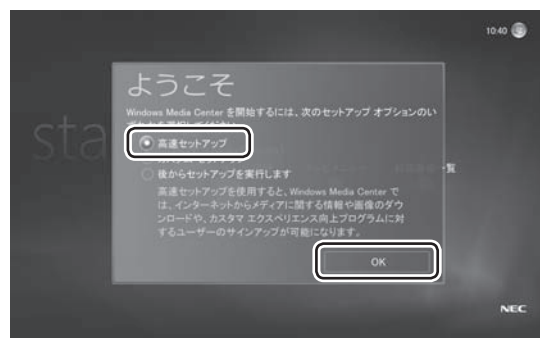 10:40
ようこそ
Windows Media Center を開始するには、次のセットアップ オプションのい
高速セットアップ
後からセットアップを実行します
高速セットアップを使用すると、Windows Media Center で
は、インターネットからメディアに関する情報や画像のダウ
ンロードや、カスタマ エクスペリエンス向上プログラムに対
するユーザーのサインアップが可能になります。
sta
覧
OK
NEC